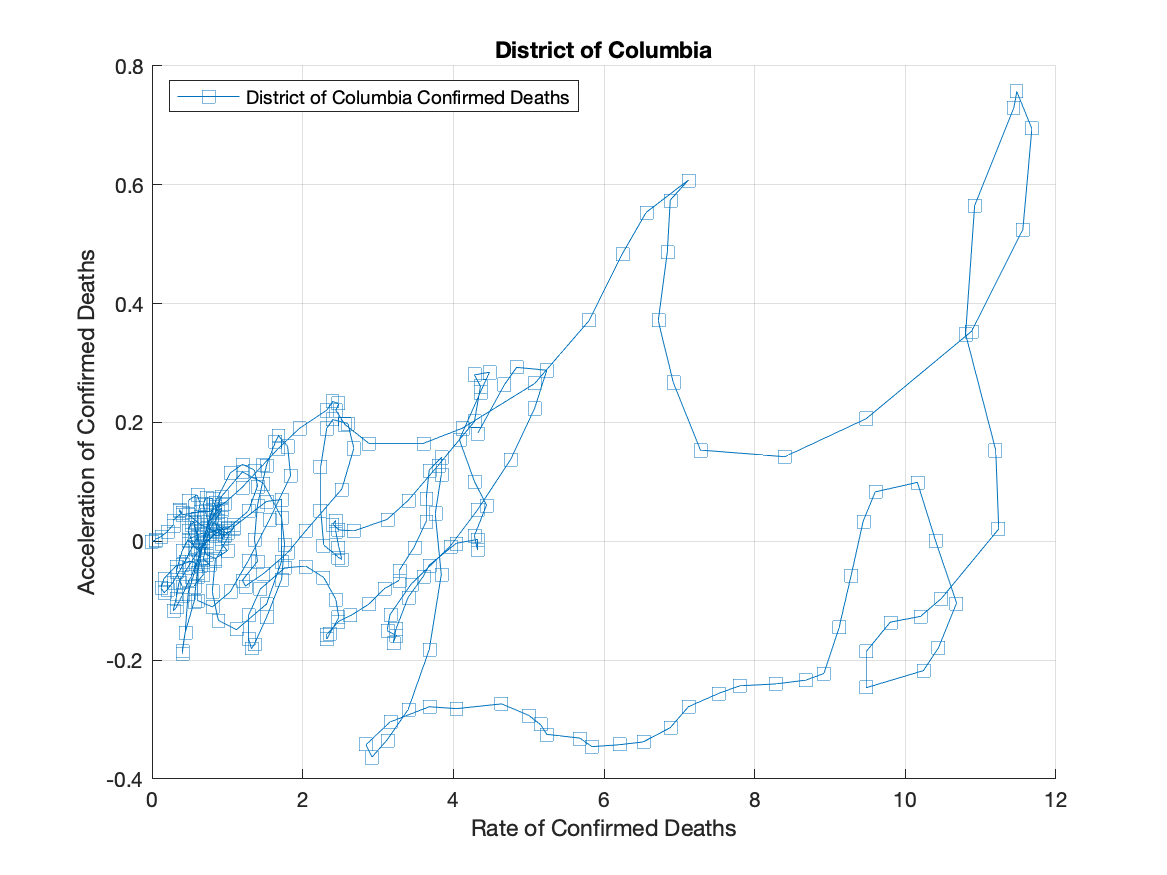 District of Columbia
District of Columbia Confirmed Deaths
Acceleration of Confirmed Deaths
0.8
0.6
0.4
0.2
0
-0.2
-0.4
0 2 4 6 8 10 12
Rate of Confirmed Deaths